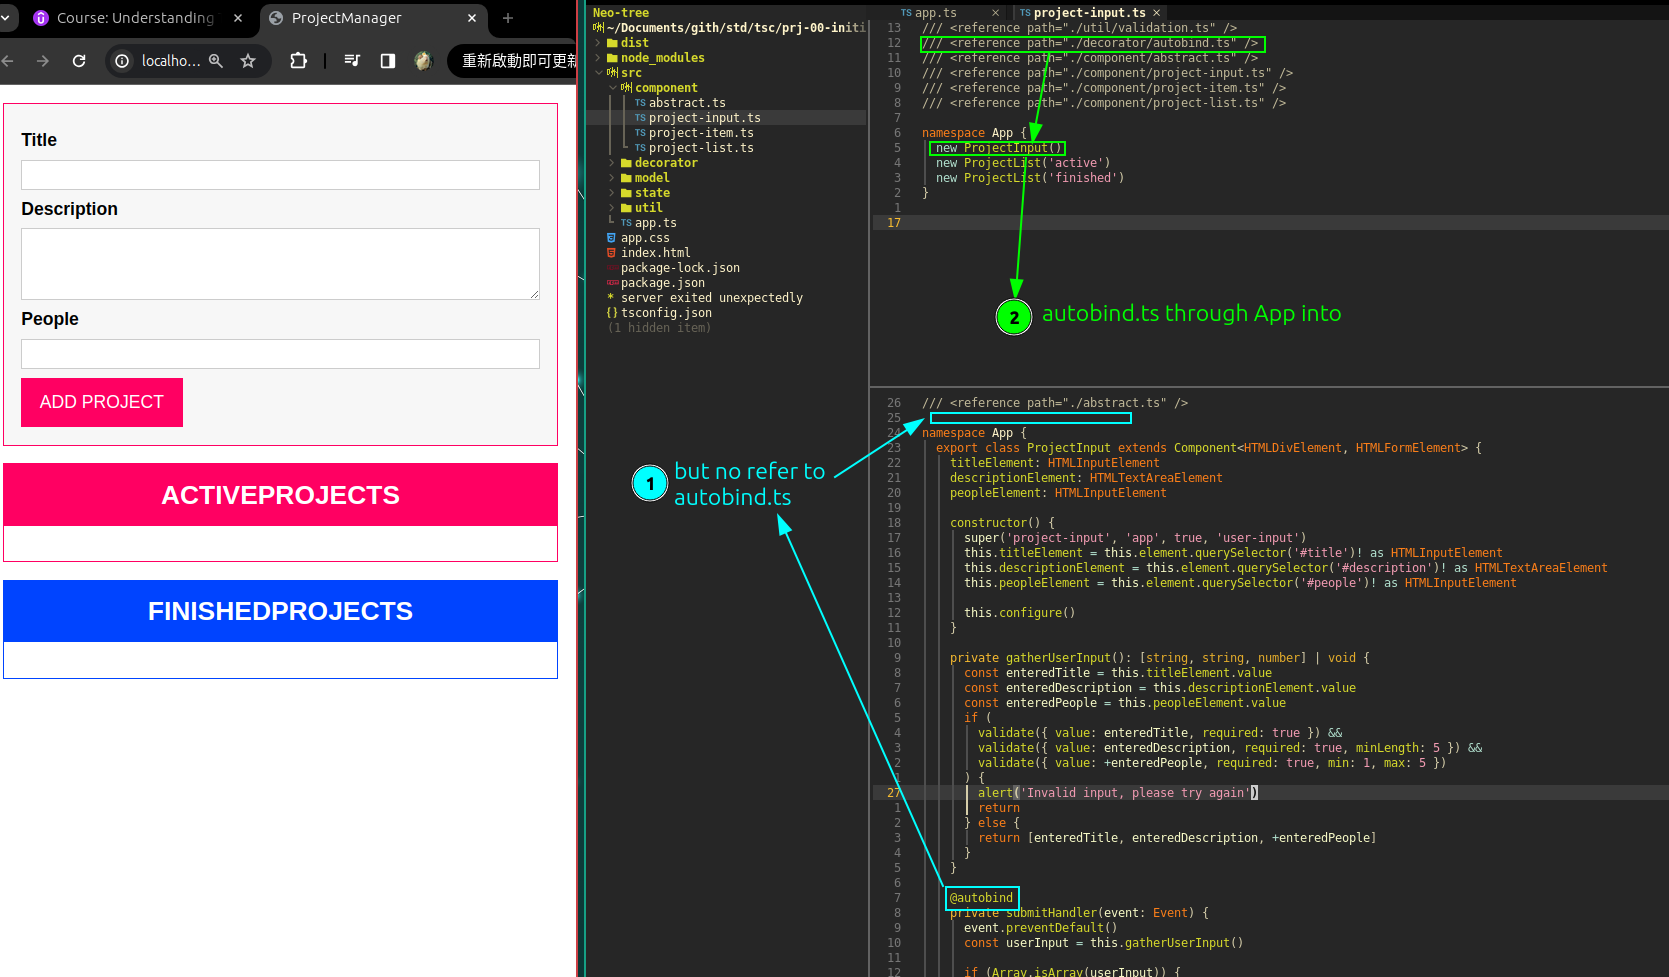 Course: Understanding
ProjectManager
localho...
重新啟動即可更新
Title
Description
People
ADD PROJECT
ACTIVEPROJECTS
FINISHEDPROJECTS
Neo-tree
~/Documents/gith/std/tsc/prj-00-initi
dist
node_modules
src
component
TS abstract.ts
TS project-input.ts
TS project-item.ts
TS project-list.ts
decorator
model
state
util
TS app.ts
app.css
index.html
package-lock.json
package.json
* server exited unexpectedly
{} tsconfig.json
(1 hidden item)
TS app.ts × TS project-input.ts ×
13 /// <reference path="./util/validation.ts" />
12 /// <reference path="./decorator/autobind.ts" />
11 /// <reference path="./component/abstract.ts" />
10 /// <reference path="./component/project-input.ts" />
9 /// <reference path="./component/project-item.ts" />
8 /// <reference path="./component/project-list.ts" />
7
6 namespace App {
5 new ProjectInput()
4 new ProjectList('active')
3 new ProjectList('finished')
2 }
1
17
2 autobind.ts through App into
1 but no refer to
autobind.ts
26 /// <reference path="./abstract.ts" />
25
24 namespace App {
23 export class ProjectInput extends Component<HTMLDivElement, HTMLFormElement> {
22 titleElement: HTMLInputElement
21 descriptionElement: HTMLTextAreaElement
20 peopleElement: HTMLInputElement
19
18 constructor() {
17 super('project-input', 'app', true, 'user-input')
16 this.titleElement = this.element.querySelector('#title')! as HTMLInputElement
15 this.descriptionElement = this.element.querySelector('#description')! as HTMLTextAreaElement
14 this.peopleElement = this.element.querySelector('#people')! as HTMLInputElement
13
12 this.configure()
11 }
10
9 private gatherUserInput(): [string, string, number] | void {
8 const enteredTitle = this.titleElement.value
7 const enteredDescription = this.descriptionElement.value
6 const enteredPeople = this.peopleElement.value
5 if (
4 validate({ value: enteredTitle, required: true }) &&
3 validate({ value: enteredDescription, required: true, minLength: 5 }) &&
2 validate({ value: +enteredPeople, required: true, min: 1, max: 5 })
1 ) {
27 alert('Invalid input, please try again')
1 return
2 } else {
3 return [enteredTitle, enteredDescription, +enteredPeople]
4 }
5 }
6
7 @autobind
8 private submitHandler(event: Event) {
9 event.preventDefault()
10 const userInput = this.gatherUserInput()
11
12 if (Array.isArray(userInput)) {